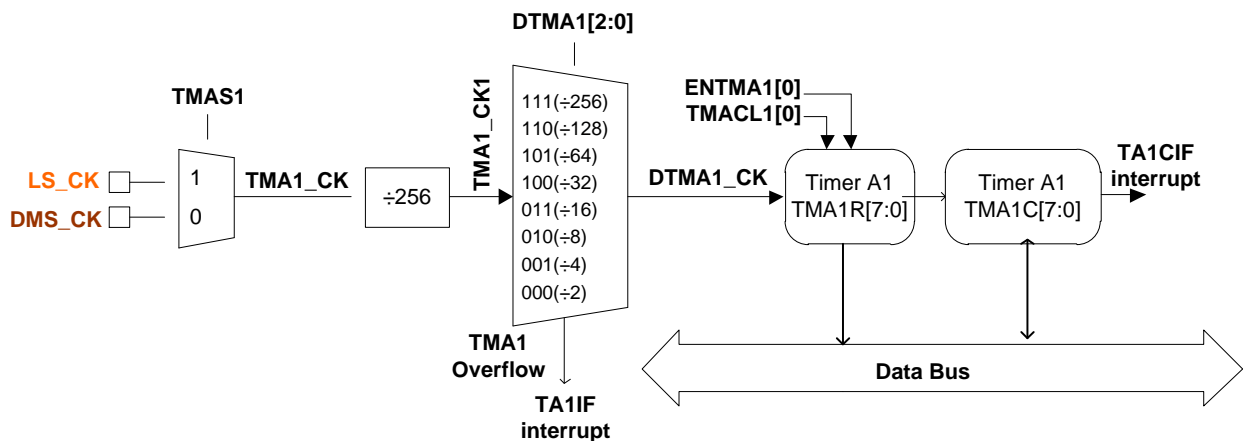 DTMA1[2:0]
TMAS1
LS_CK
DMS_CK
1
0
TMA1_CK
÷256
TMA1_CK1
111(÷256)
110(÷128)
101(÷64)
100(÷32)
011(÷16)
010(÷8)
001(÷4)
000(÷2)
TMA1
Overflow
TA1IF
interrupt
DTMA1_CK
ENTMA1[0]
TMACL1[0]
Timer A1
TMA1R[7:0]
Timer A1
TMA1C[7:0]
TA1CIF
interrupt
Data Bus